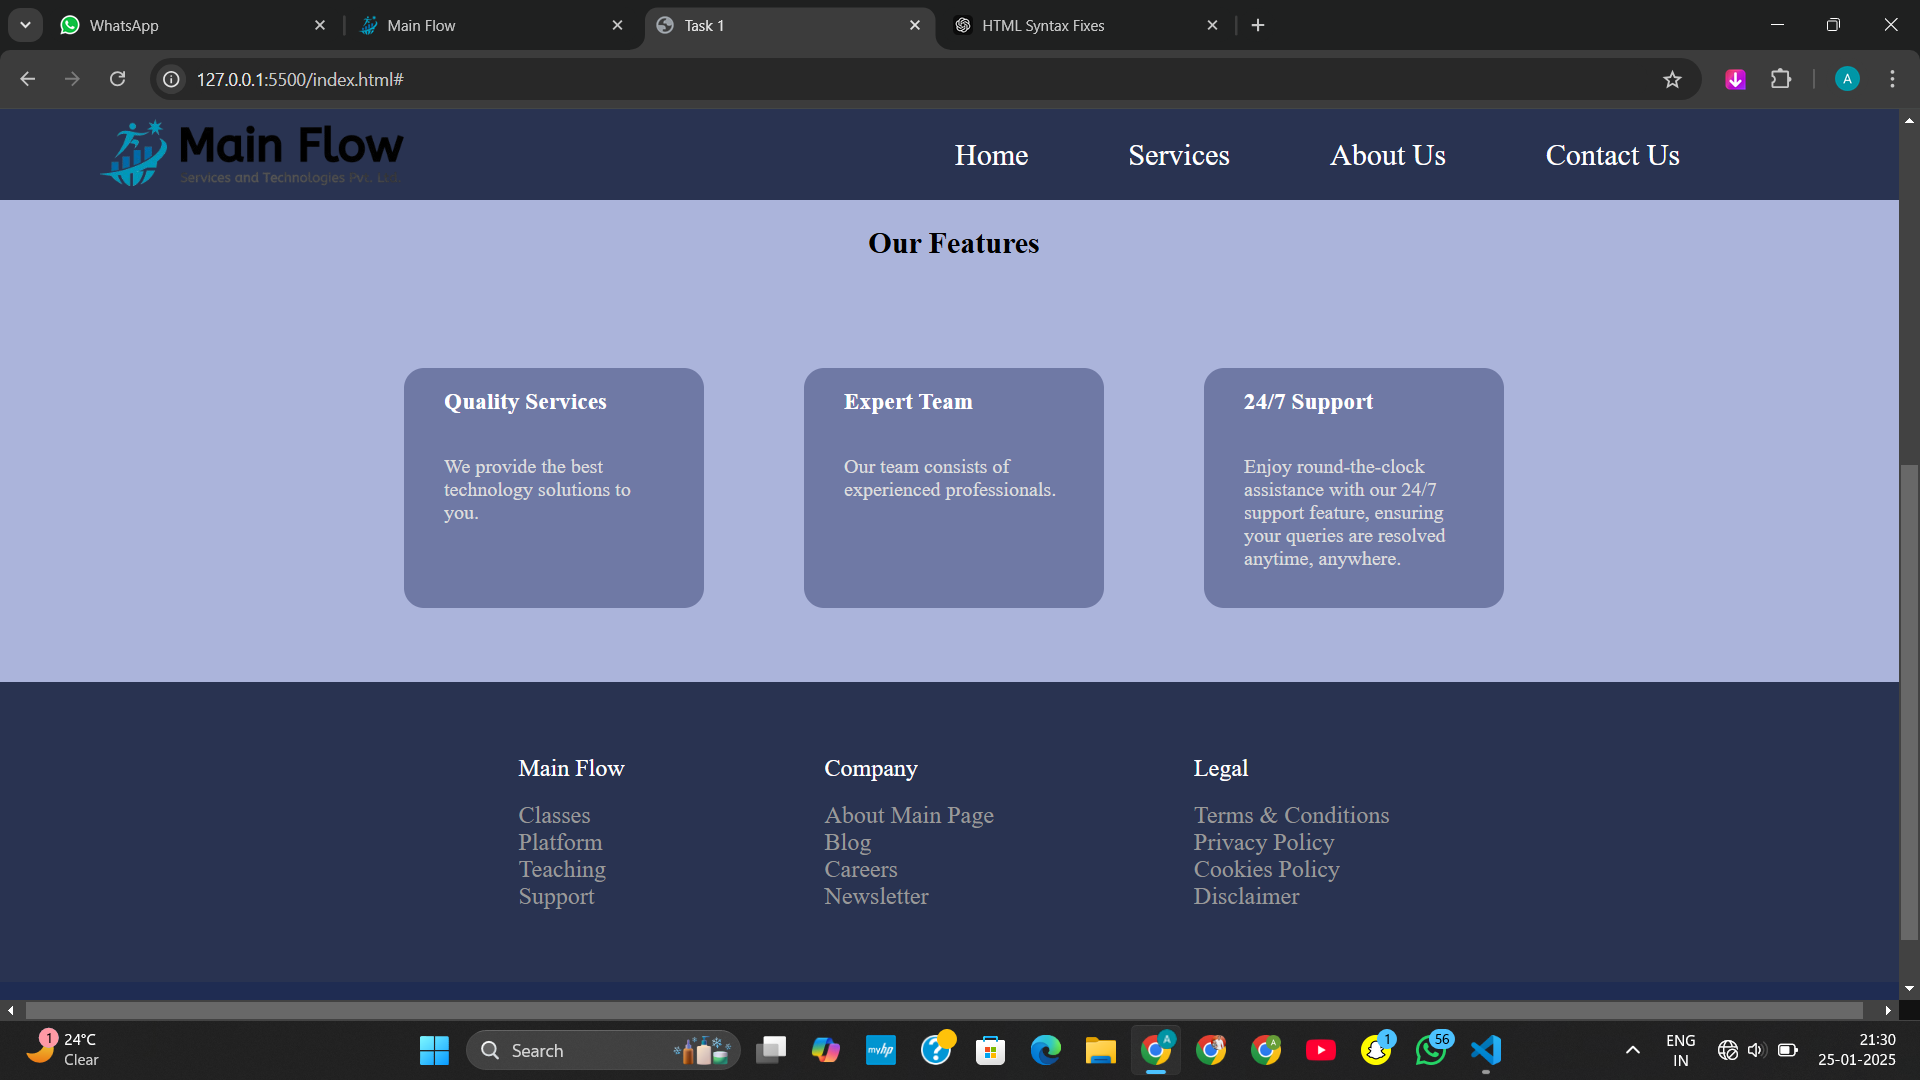 WhatsApp
Main Flow
Task 1
HTML Syntax Fixes
127.0.0.1:5500/index.html#
A
Main Flow
Services and Technologies Pvt.
Home
Services
About Us
Contact Us
Our Features
Quality Services
We provide the best
technology solutions to
you.
Expert Team
Our team consists of
experienced professionals.
24/7 Support
Enjoy round-the-clock
assistance with our 24/7
support feature, ensuring
your queries are resolved
anytime, anywhere.
Main Flow
Classes
Platform
Teaching
Support
Company
About Main Page
Blog
Careers
Newsletter
Legal
Terms & Conditions
Privacy Policy
Cookies Policy
Disclaimer
1
24°C
Clear
Search
myhp
A
A
1
56
ENG
IN
21:30
25-01-2025